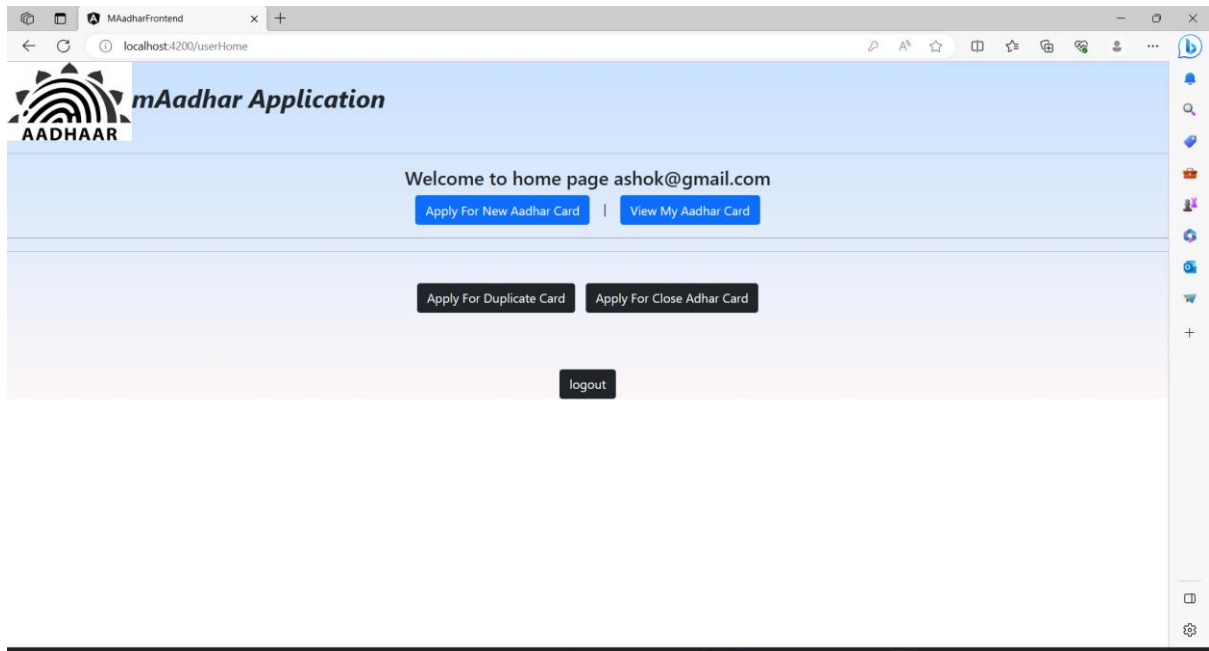 MAadharFrontend
localhost:4200/userHome
AADHAAR
mAadhar Application
Welcome to home page ashok@gmail.com
Apply For New Aadhar Card | View My Aadhar Card
Apply For Duplicate Card Apply For Close Adhar Card
logout